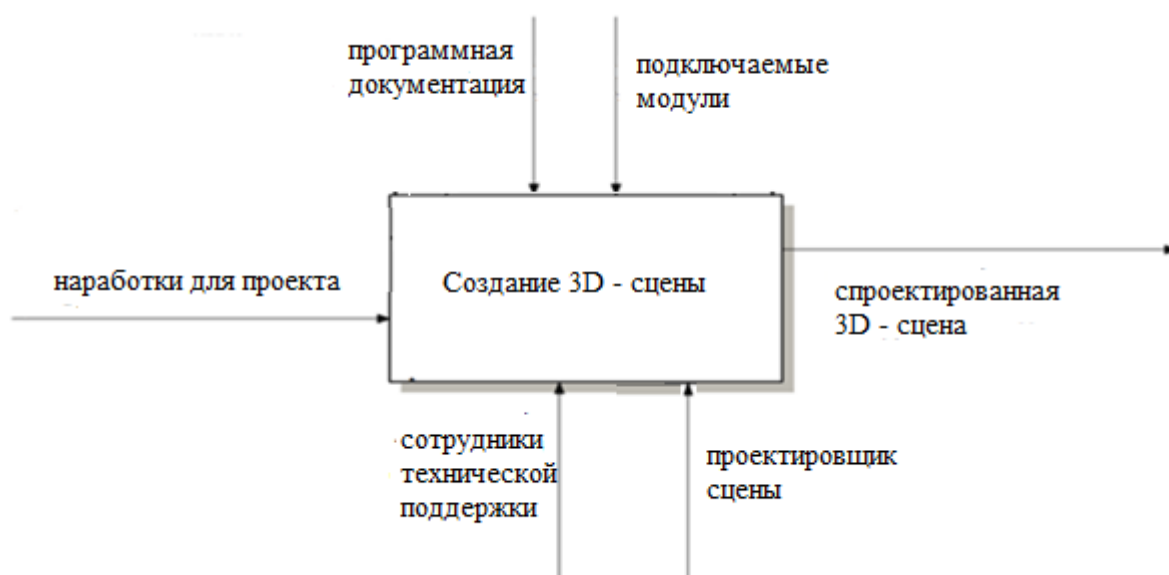 программная
документация
подключаемые
модули
наработки для проекта
Создание 3D - сцены
спроектированная
3D - сцена
сотрудники
технической
поддержки
проектировщик
сцены